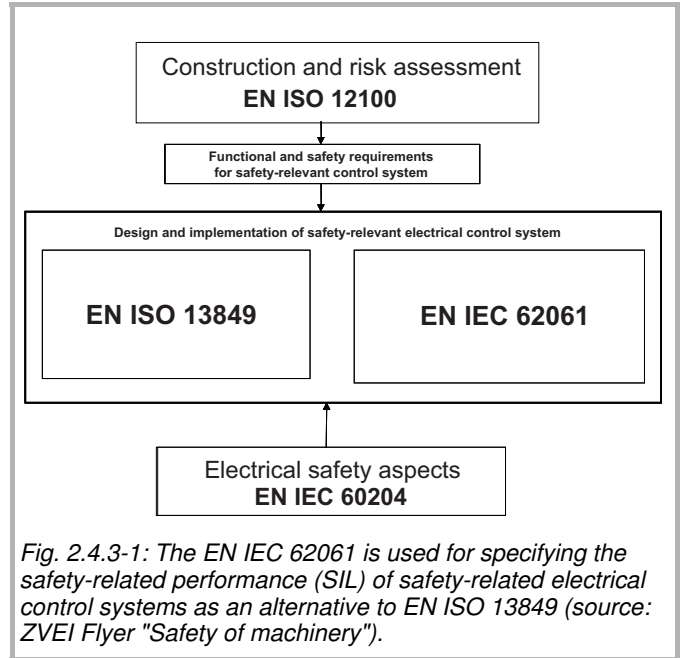 Construction and risk assessment
EN ISO 12100
Functional and safety requirements
for safety-relevant control system
Design and implementation of safety-relevant electrical control system
EN ISO 13849
EN IEC 62061
Electrical safety aspects
EN IEC 60204
Fig. 2.4.3-1: The EN IEC 62061 is used for specifying the
safety-related performance (SIL) of safety-related electrical
control systems as an alternative to EN ISO 13849 (source:
ZVEI Flyer "Safety of machinery").